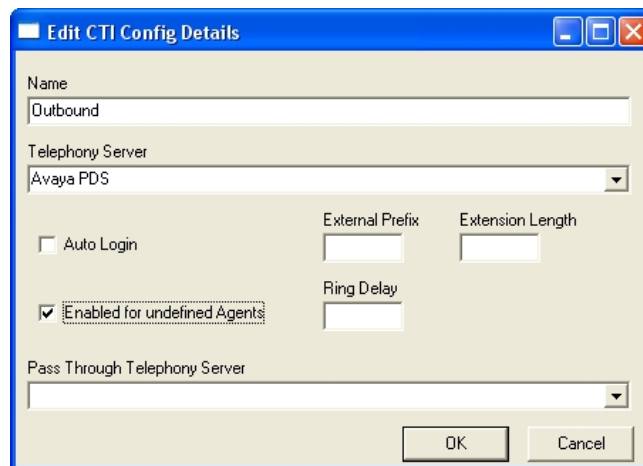 Edit CTI Config Details
Name
Outbound
Telephony Server
Avaya PDS
External Prefix Extension Length
Auto Login
Ring Delay
Enabled for undefined Agents
Pass Through Telephony Server
OK Cancel